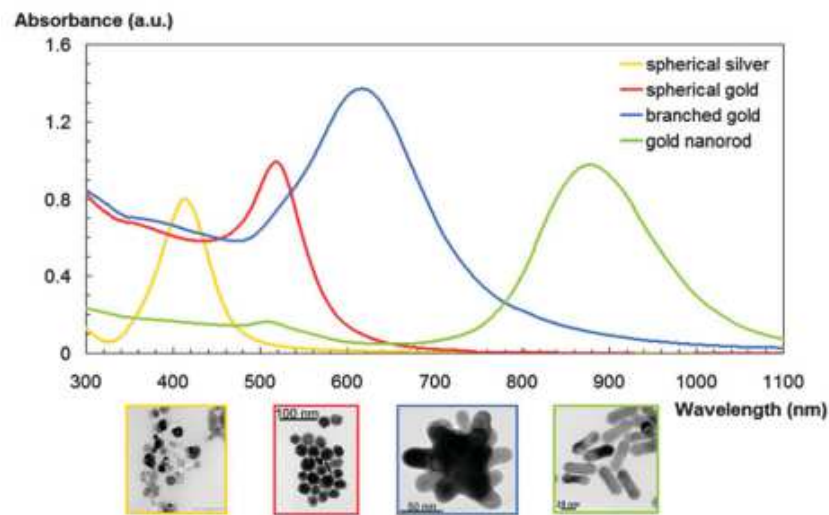 Absorbance (a.u.)
1.6
1.2
0.8
0.4
0
spherical silver
spherical gold
branched gold
gold nanorod
300 400 500 600 700 800 900 1000 1100
Wavelength (nm)
100 nm
50 nm